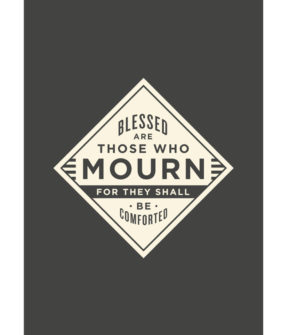 BLESSED
ARE
THOSE WHO
MOURN
FOR THEY SHALL
· BE ·
COMFORTED